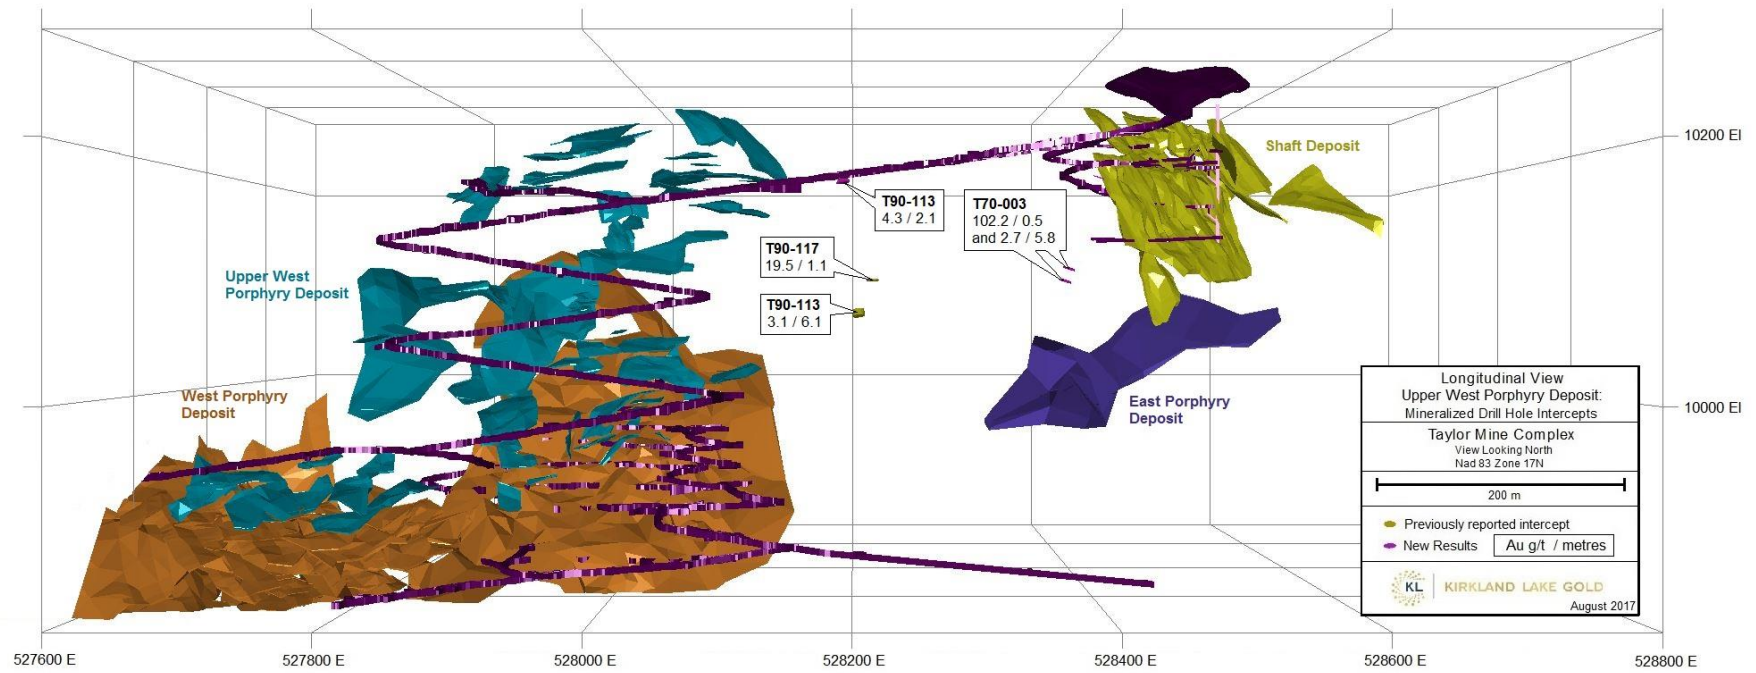 10200 El
Shaft Deposit
T90-113
4.3 / 2.1
T70-003
102.2 / 0.5
and 2.7 / 5.8
T90-117
19.5 / 1.1
Upper West
Porphyry Deposit
T90-113
3.1 / 6.1
West Porphyry
Deposit
East Porphyry
Deposit
10000 El
Longitudinal View
Upper West Porphyry Deposit:
Mineralized Drill Hole Intercepts
Taylor Mine Complex
View Looking North
Nad 83 Zone 17N
200 m
Previously reported intercept
New Results
Au g/t / metres
KL
KIRKLAND LAKE GOLD
August 2017
527600 E
527800 E
528000 E
528200 E
528400 E
528600 E
528800 E